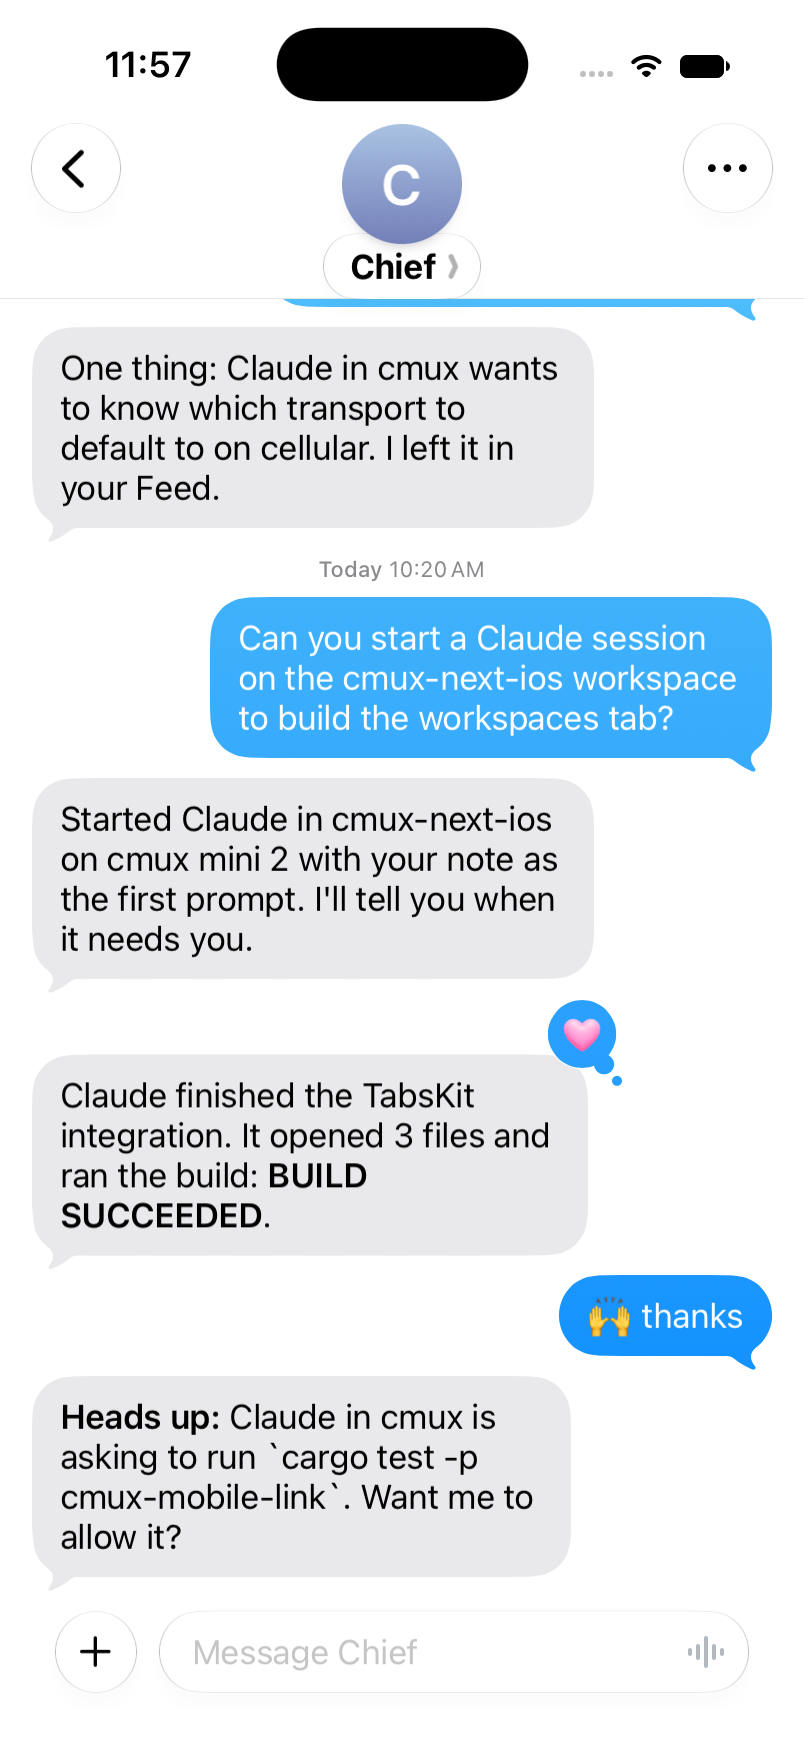 11:57
C
Chief
One thing: Claude in cmux wants
to know which transport to
default to on cellular. I left it in
your Feed.
Today 10:20 AM
Can you start a Claude session
on the cmux-next-ios workspace
to build the workspaces tab?
Started Claude in cmux-next-ios
on cmux mini 2 with your note as
the first prompt. I'll tell you when
it needs you.
Claude finished the TabsKit
integration. It opened 3 files and
ran the build: BUILD
SUCCEEDED.
🙌 thanks
Heads up: Claude in cmux is
asking to run `cargo test -p
cmux-mobile-link`. Want me to
allow it?
Message Chief